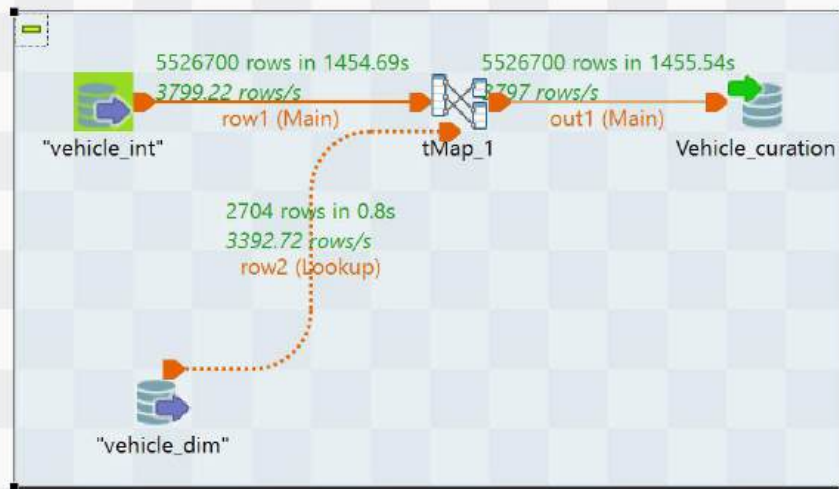 5526700 rows in 1454.69s
3799.22 rows/s
row1 (Main)
5526700 rows in 1455.54s
3797 rows/s
out1 (Main)
"vehicle_int"
tMap_1
Vehicle_curation
2704 rows in 0.8s
3392.72 rows/s
row2 (Lookup)
"vehicle_dim"